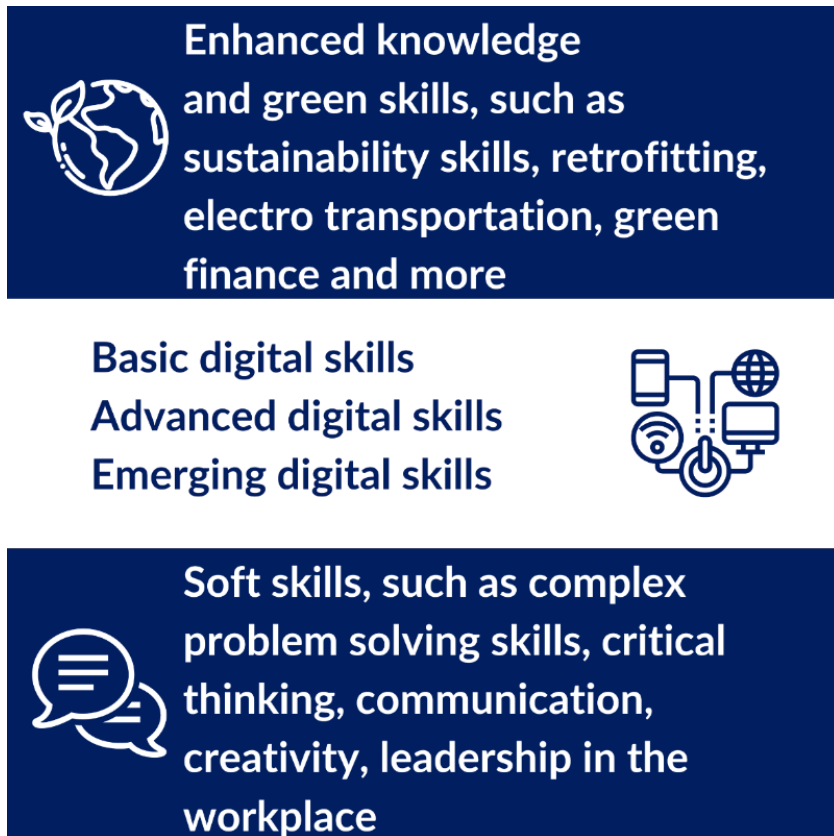 Enhanced knowledge
and green skills, such as
sustainability skills, retrofitting,
electro transportation, green
finance and more
Basic digital skills
Advanced digital skills
Emerging digital skills
Soft skills, such as complex
problem solving skills, critical
thinking, communication,
creativity, leadership in the
workplace